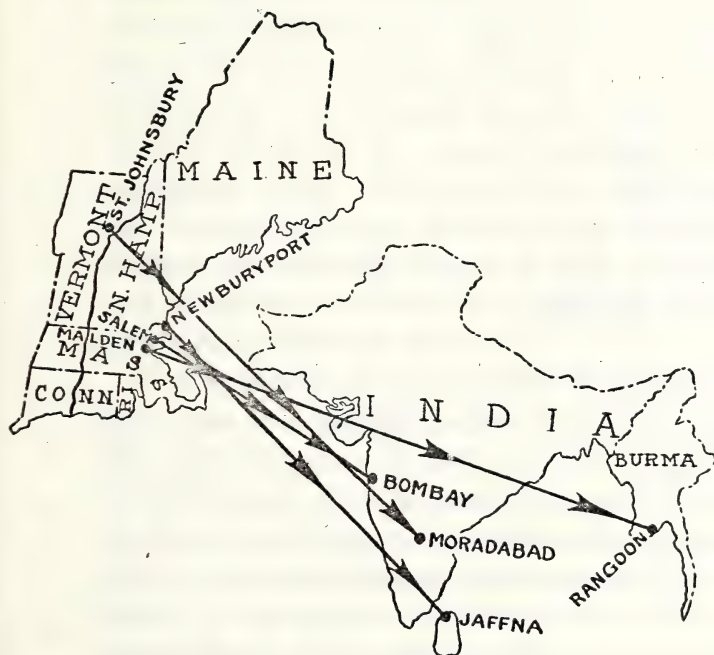 ST. JOHNSBURY
MAINE
VERMONT
N. HAMP.
NEWBURYPORT
SALEM
MALDEN
MASS
CONN
R I
INDIA
BURMA
BOMBAY
MORADABAD
RANGOON
JAFFNA